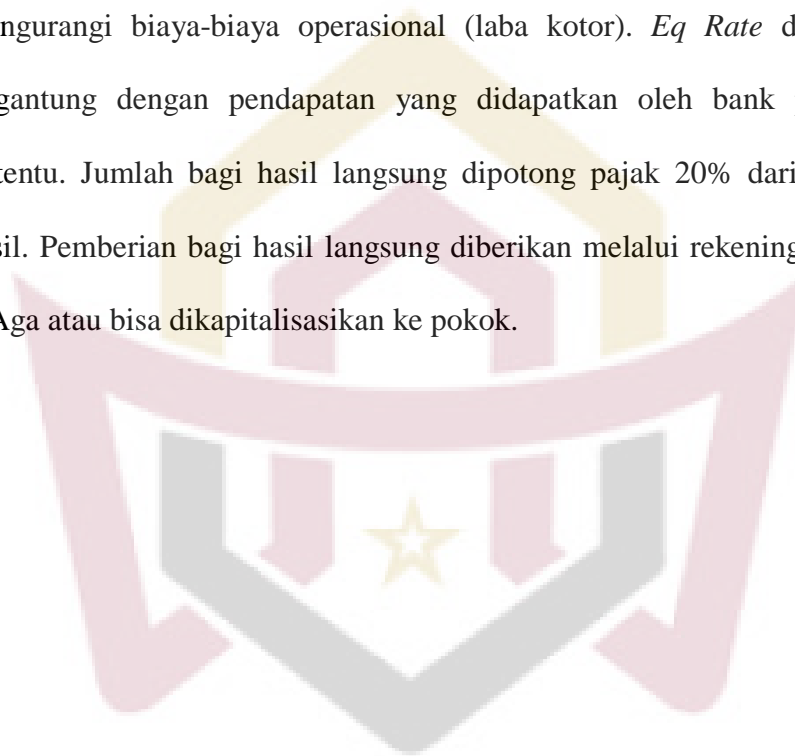 ngurangi biaya-biaya operasional (laba kotor). Eq Rate d
gantung dengan pendapatan yang didapatkan oleh bank
tentu. Jumlah bagi hasil langsung dipotong pajak 20% dari
sil. Pemberian bagi hasil langsung diberikan melalui rekening
Aga atau bisa dikapitalisasikan ke pokok.